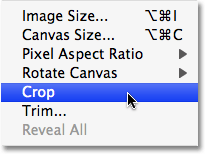 Image Size... ⌥⌘I
Canvas Size... ⌥⌘C
Pixel Aspect Ratio ▶
Rotate Canvas ▶
Crop
Trim...
Reveal All